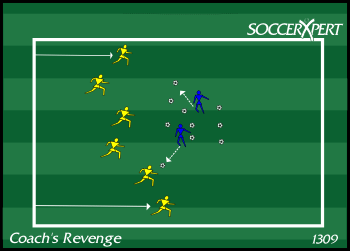 SOCCERXPERT
Coach's Revenge
1309